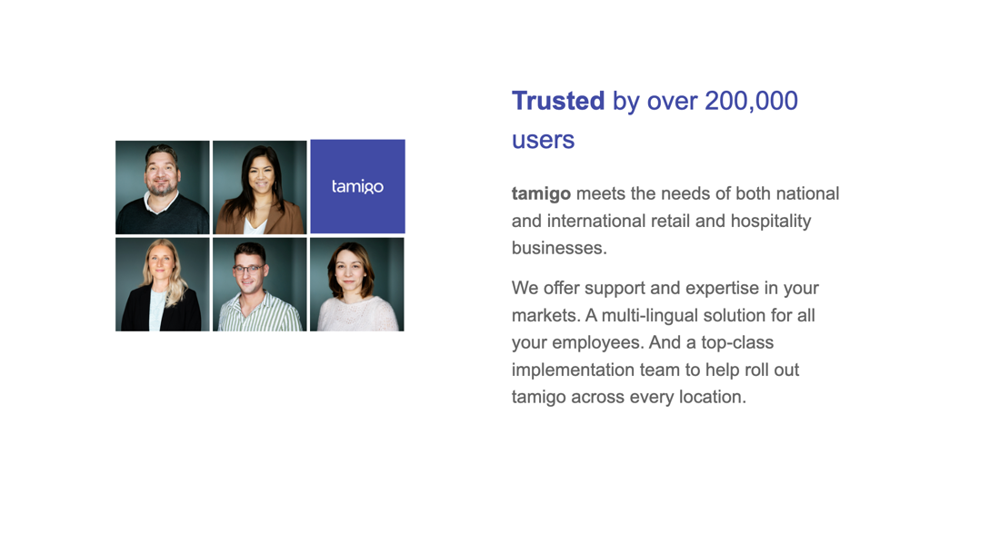 tamigo
Trusted by over 200,000
users
tamigo meets the needs of both national
and international retail and hospitality
businesses.
We offer support and expertise in your
markets. A multi-lingual solution for all
your employees. And a top-class
implementation team to help roll out
tamigo across every location.